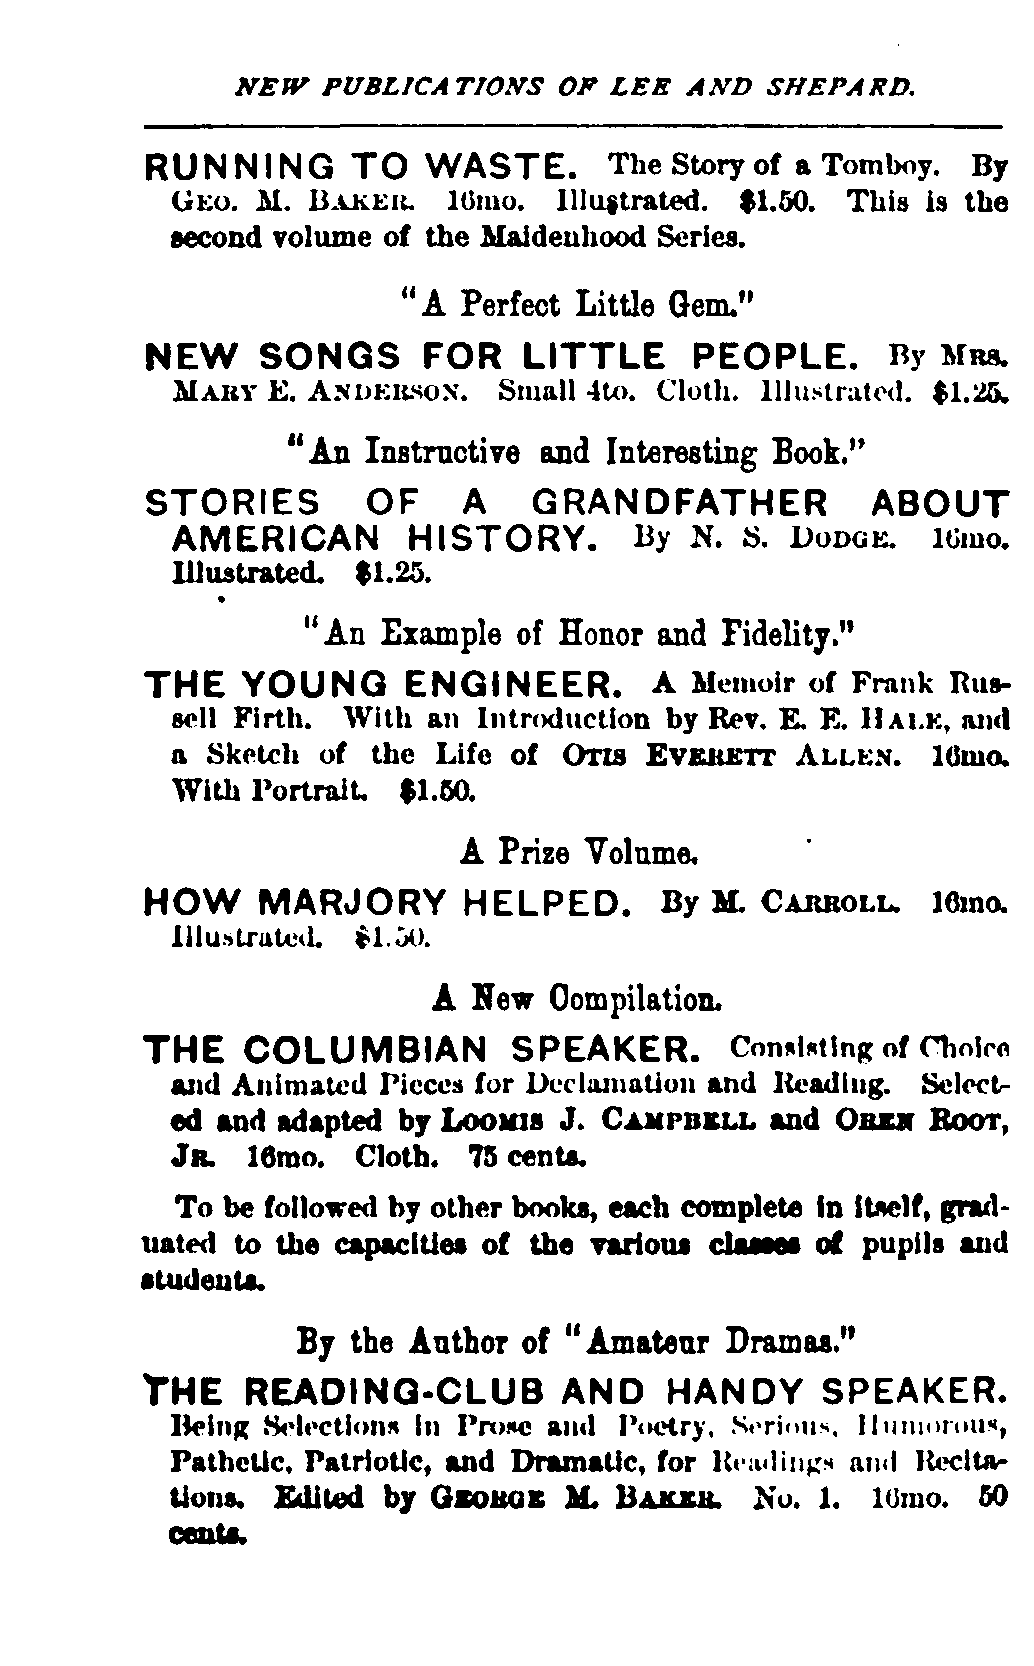 NEW PUBLICATIONS OF LEE AND SHEPARD.
RUNNING TO WASTE. The Story of a Tomboy. By
GEO. M. BAKER. 16mo. Illustrated. $1.50. This is the
second volume of the Maidenhood Series.
"A Perfect Little Gem."
NEW SONGS FOR LITTLE PEOPLE. By MRS.
MARY E. ANDERSON. Small 4to. Cloth. Illustrated. $1.25.
"An Instructive and Interesting Book."
STORIES OF A GRANDFATHER ABOUT
AMERICAN HISTORY. By N. S. DODGE. 16mo.
Illustrated. $1.25.
"An Example of Honor and Fidelity."
THE YOUNG ENGINEER. A Memoir of Frank Rus-
sell Firth. With an Introduction by Rev. E. E. HALE, and
a Sketch of the Life of OTIS EVERETT ALLEN. 16mo.
With Portrait. $1.50.
A Prize Volume.
HOW MARJORY HELPED. By M. CARROLL. 16mo.
Illustrated. $1.50.
A New Compilation.
THE COLUMBIAN SPEAKER. Consisting of Choice
and Animated Pieces for Declamation and Reading. Select-
ed and adapted by LOOMIS J. CAMPBELL and OREN ROOT,
JR. 16mo. Cloth. 75 cents.
To be followed by other books, each complete in itself, grad-
uated to the capacities of the various classes of pupils and
students.
By the Author of "Amateur Dramas."
THE READING-CLUB AND HANDY SPEAKER.
Being Selections in Prose and Poetry, Serious, Humorous,
Pathetic, Patriotic, and Dramatic, for Readings and Recita-
tions. Edited by GEORGE M. BAKER. No. 1. 16mo. 50
cents.